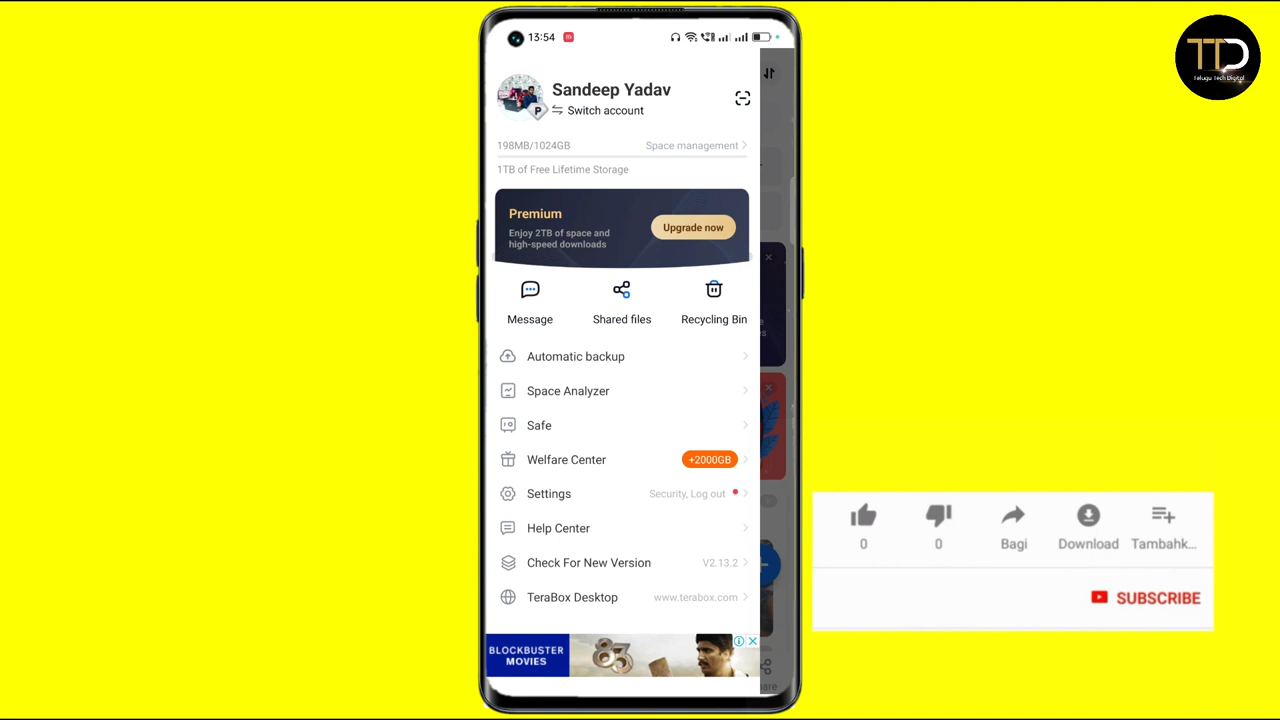 13:54
TTD
Telugu Tech Digital
Sandeep Yadav
P
Switch account
198MB/1024GB
Space management
1TB of Free Lifetime Storage
Premium
Enjoy 2TB of space and
high-speed downloads
Upgrade now
Message
Shared files
Recycling Bin
Automatic backup
Space Analyzer
Safe
Welfare Center
+2000GB
Settings
Security, Log out
Help Center
Check For New Version
V2.13.2
TeraBox Desktop
www.terabox.com
BLOCKBUSTER
MOVIES
83
0
0
Bagi
Download
Tambahk...
SUBSCRIBE